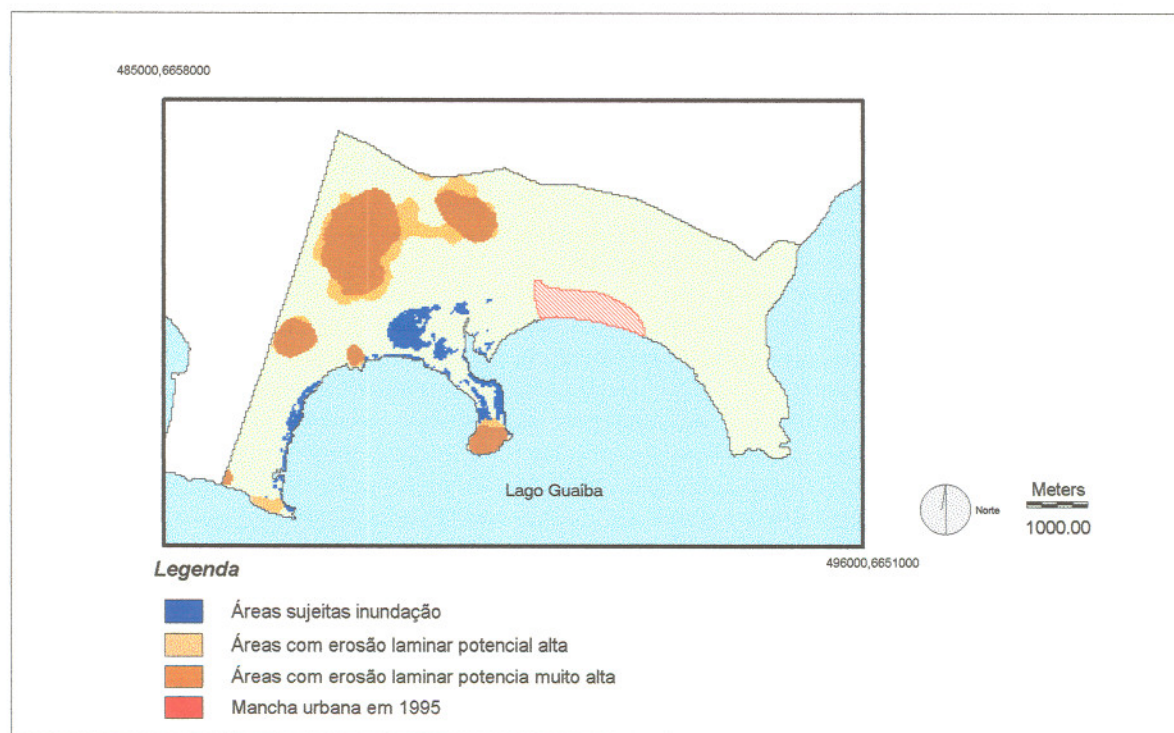 485000,6658000
Lago Guaíba
Norte
Meters
1000.00
496000,6651000
Legenda
Áreas sujeitas inundação
Áreas com erosão laminar potencial alta
Áreas com erosão laminar potencia muito alta
Mancha urbana em 1995